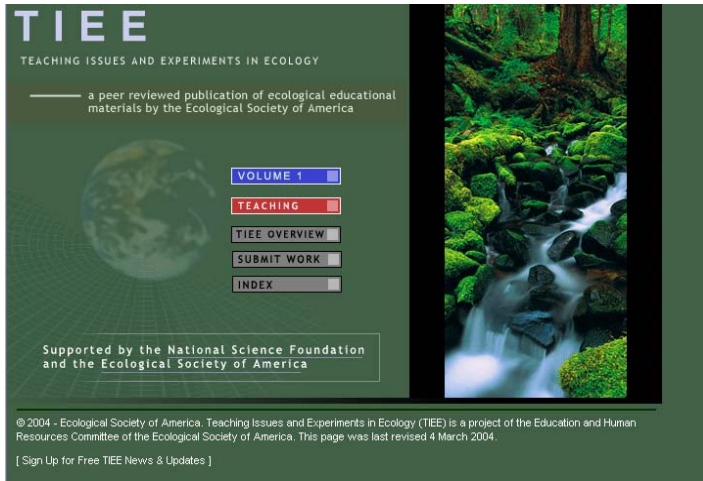 TIEE
TEACHING ISSUES AND EXPERIMENTS IN ECOLOGY
a peer reviewed publication of ecological educational
materials by the Ecological Society of America
VOLUME 1
TEACHING
TIEE OVERVIEW
SUBMIT WORK
INDEX
Supported by the National Science Foundation
and the Ecological Society of America
© 2004 - Ecological Society of America. Teaching Issues and Experiments in Ecology (TIEE) is a project of the Education and Human
Resources Committee of the Ecological Society of America. This page was last revised 4 March 2004.
[ Sign Up for Free TIEE News & Updates ]